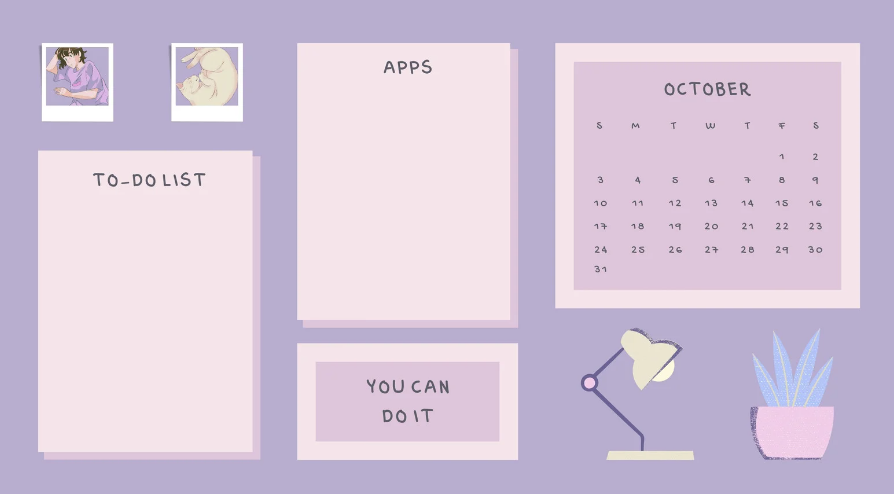 TO-DO LIST
APPS
YOU CAN
DO IT
OCTOBER
S M T W T F S
1 2
3 4 5 6 7 8 9
10 11 12 13 14 15 16
17 18 19 20 21 22 23
24 25 26 27 28 29 30
31